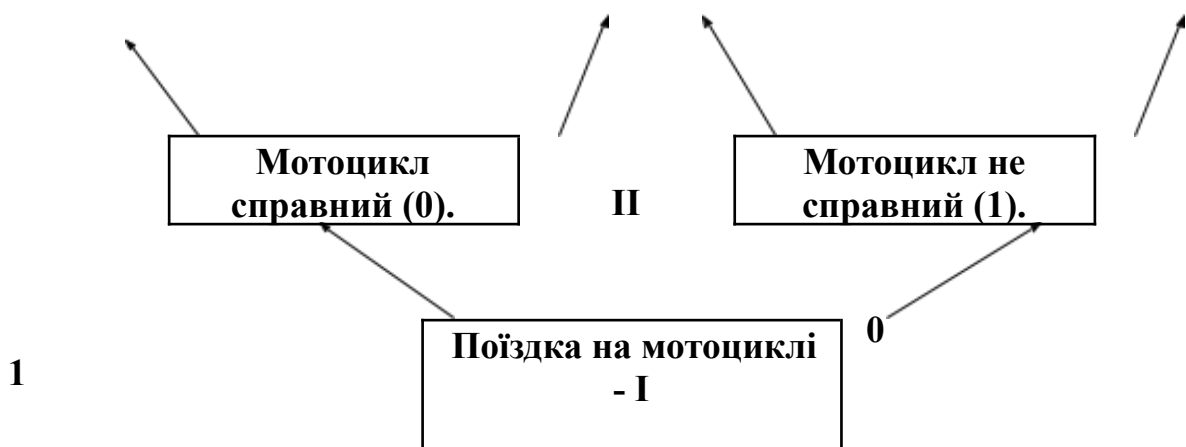 Мотоцикл
справний (0).
II
Мотоцикл не
справний (1).
0
Поїздка на мотоциклі
- I
1